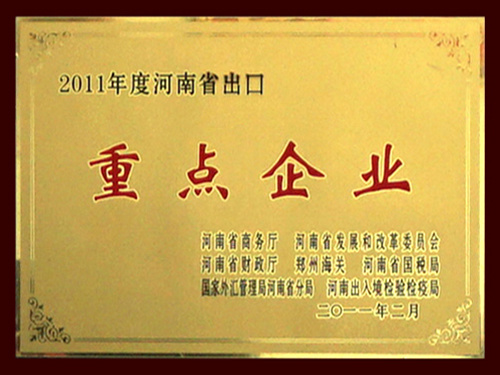 2011年度河南省出口
重点企业
河南省商务厅 河南省发展和改革委员会
河南省财政厅 郑州海关 河南省国税局
国家外汇管理局河南省分局 河南出入境检验检疫局
二〇一一年二月